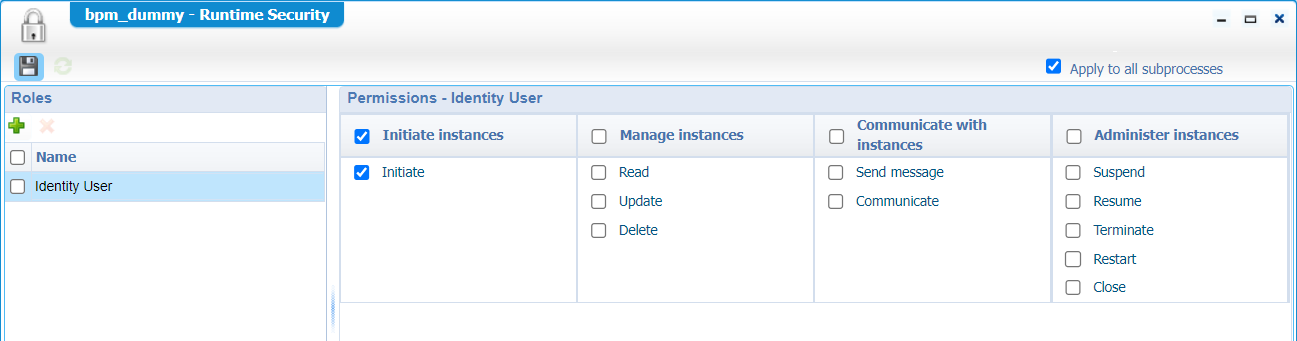 bpm_dummy - Runtime Security
Apply to all subprocesses
Roles
Permissions - Identity User
Name
Identity User
Initiate instances
Manage instances
Communicate with
instances
Administer instances
Initiate
Read
Send message
Suspend
Update
Communicate
Resume
Delete
Terminate
Restart
Close